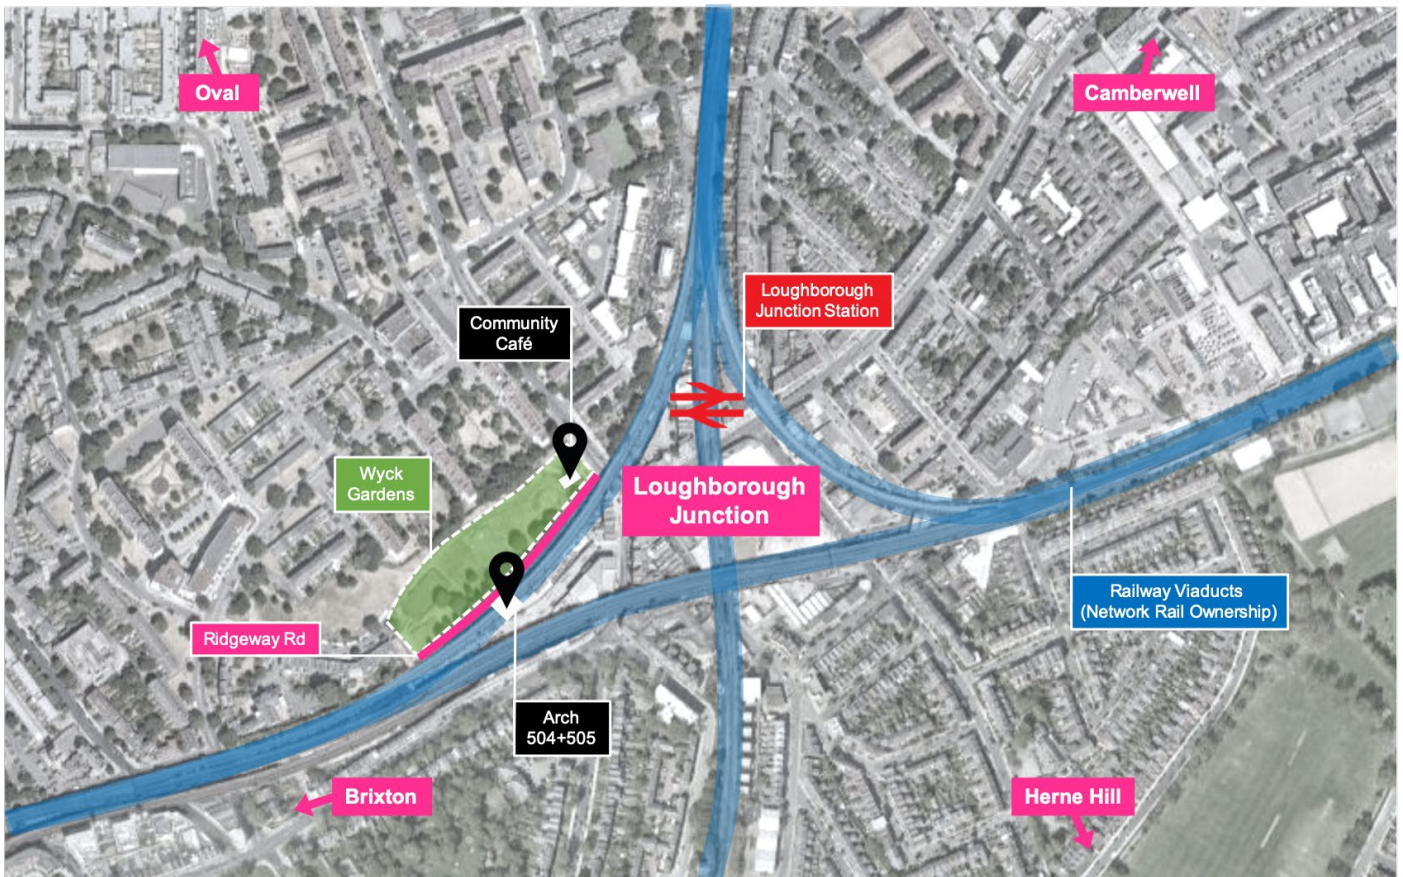 Oval
Camberwell
Loughborough
Junction Station
Community
Café
Wyck
Gardens
Loughborough
Junction
Railway Viaducts
(Network Rail Ownership)
Ridgeway Rd
Arch
504+505
Brixton
Herne Hill